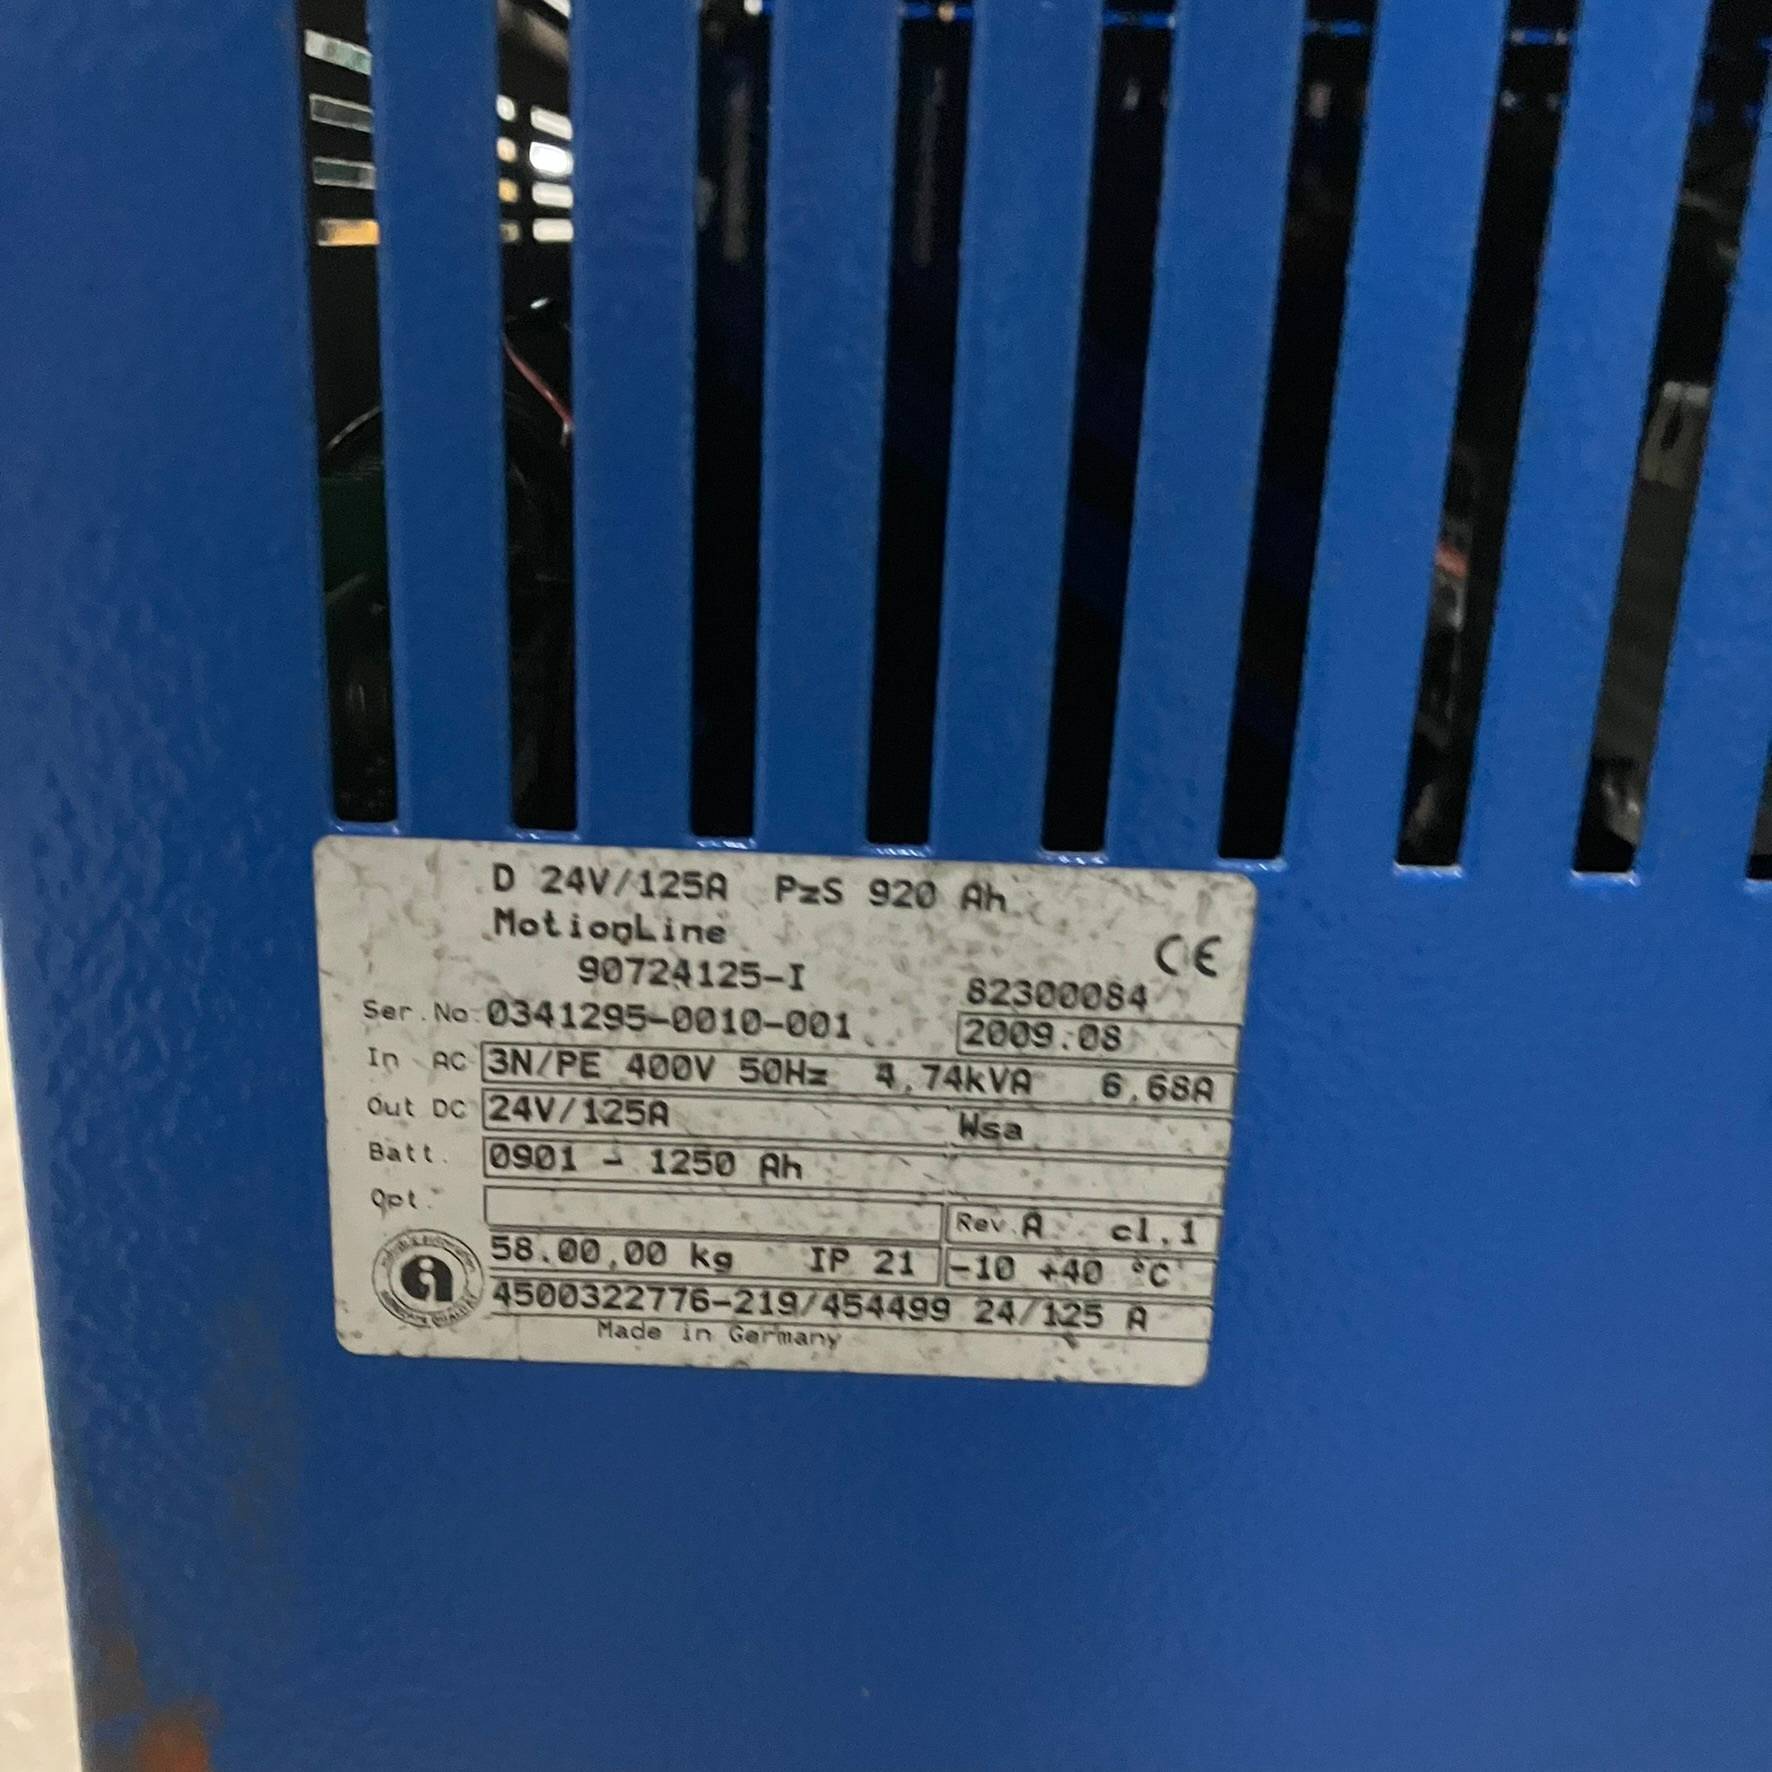 D 24V/125A PzS 920 Ah
MotionLine
CE
90724125-I
82300084
Ser.No. 0341295-0010-001
2009.08
In AC 3N/PE 400V 50Hz 4,74kVA 6,68A
Out DC 24V/125A Wsa
Batt. 0901 - 1250 Ah
Opt.
Rev.A cl.1
58.00,00 kg IP 21 -10 +40 °C
4500322776-219/454499 24/125 A
Made in Germany